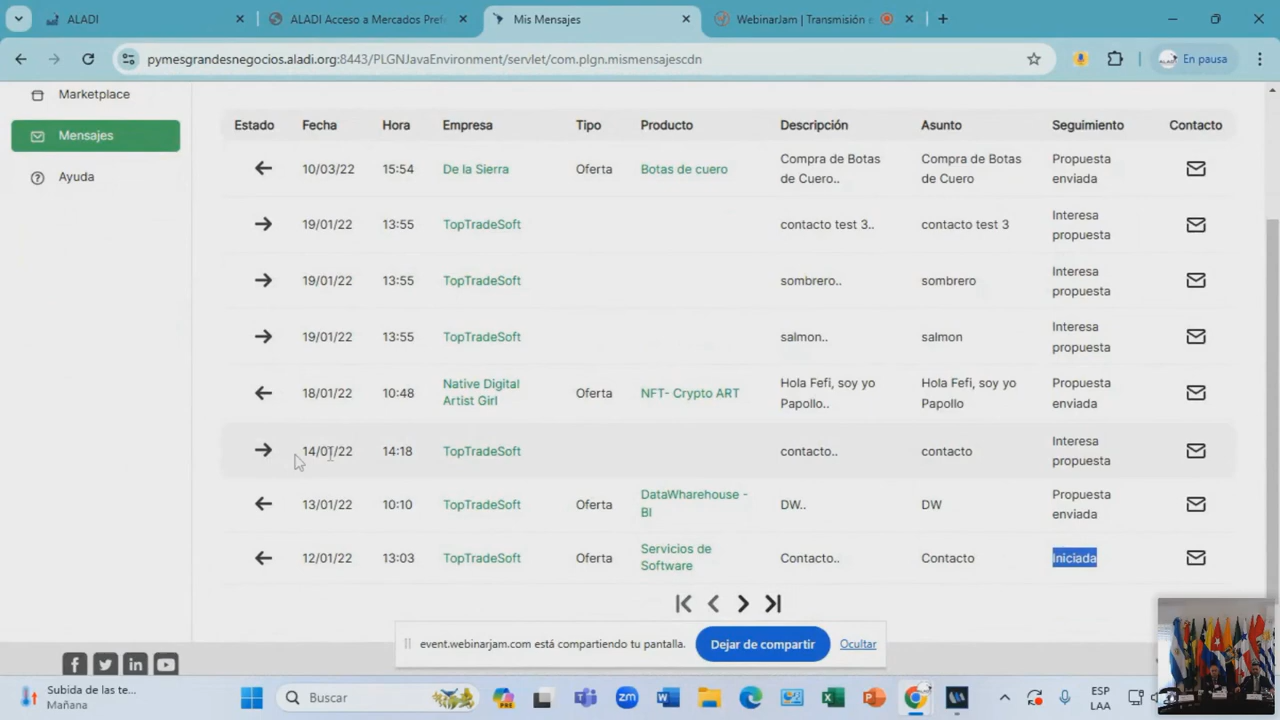 ALADI
ALADI Acceso a Mercados Pref
Mis Mensajes
WebinarJam | Transmisión e
pymesgrandesnegocios.aladi.org:8443/PLGNJavaEnvironment/servlet/com.plgn.mismensajescdn
En pausa
Marketplace
Mensajes
Ayuda
Estado Fecha Hora Empresa Tipo Producto Descripción Asunto Seguimiento Contacto
10/03/22 15:54 De la Sierra Oferta Botas de cuero Compra de Botas de Cuero.. Compra de Botas de Cuero Propuesta enviada
19/01/22 13:55 TopTradeSoft contacto test 3.. contacto test 3 Interesa propuesta
19/01/22 13:55 TopTradeSoft sombrero.. sombrero Interesa propuesta
19/01/22 13:55 TopTradeSoft salmon.. salmon Interesa propuesta
18/01/22 10:48 Native Digital Artist Girl Oferta NFT- Crypto ART Hola Fefi, soy yo Papollo.. Hola Fefi, soy yo Papollo Propuesta enviada
14/01/22 14:18 TopTradeSoft contacto.. contacto Interesa propuesta
13/01/22 10:10 TopTradeSoft Oferta DataWharehouse - BI DW.. DW Propuesta enviada
12/01/22 13:03 TopTradeSoft Oferta Servicios de Software Contacto.. Contacto Iniciada
event.webinarjam.com está compartiendo tu pantalla. Dejar de compartir Ocultar
Subida de las te...
Mañana
Buscar
ESP
LAA